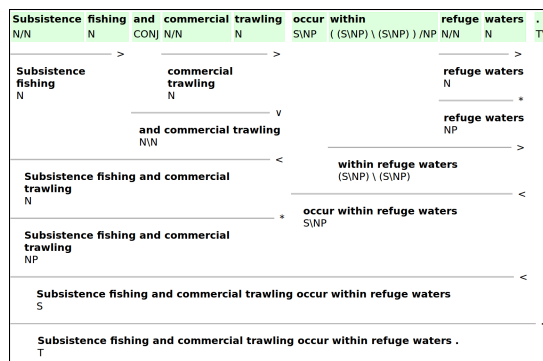 Subsistence fishing and commercial trawling occur within refuge waters .
N/N N CONJ N/N N S\NP ( (S\NP) \ (S\NP) ) /NP N/N N
> > >
Subsistence fishing commercial trawling refuge waters
N N N
v *
and commercial trawling refuge waters
N\N NP
< >
Subsistence fishing and commercial trawling within refuge waters
N (S\NP) \ (S\NP)
* <
Subsistence fishing and commercial trawling occur within refuge waters
NP S\NP
<
Subsistence fishing and commercial trawling occur within refuge waters
S
Subsistence fishing and commercial trawling occur within refuge waters .
T